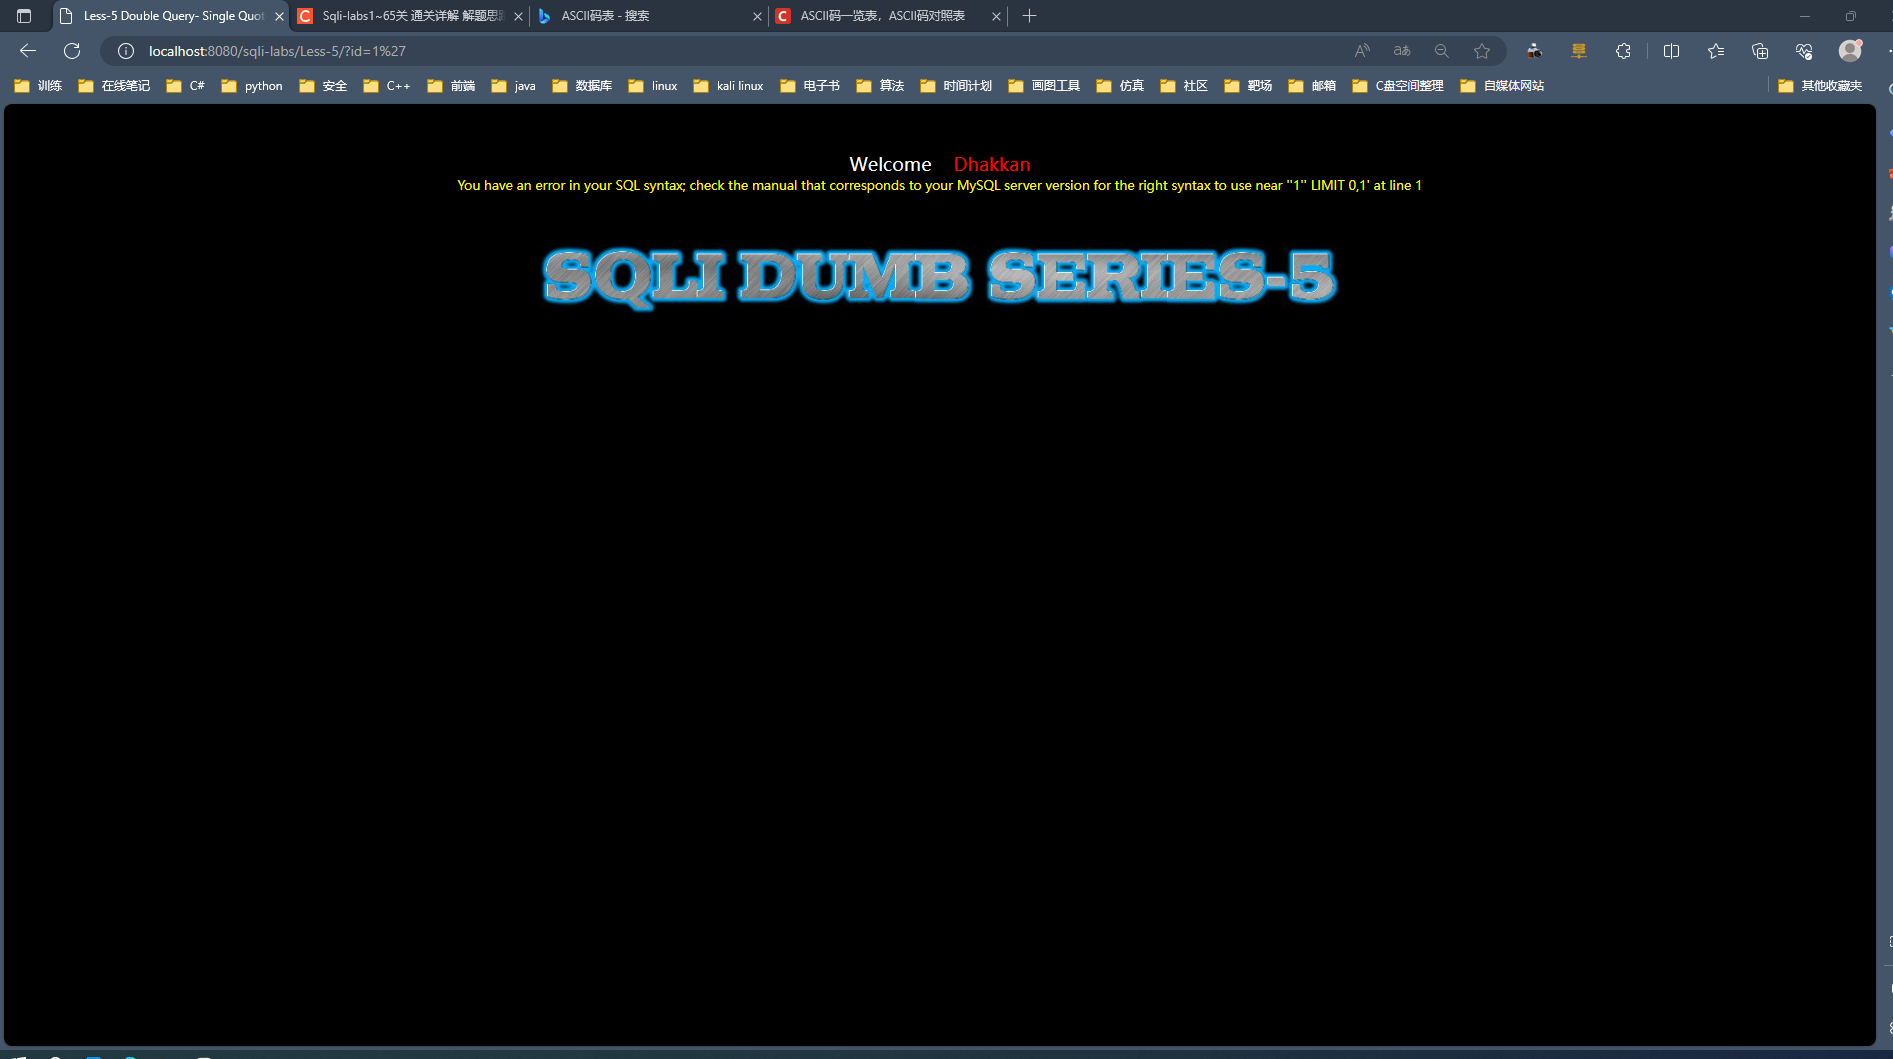 Less-5 Double Query- Single Quot
Sqli-labs1~65关 通关详解 解题思路
ASCII码表 - 搜索
ASCII码一览表，ASCII码对照表
localhost:8080/sqli-labs/Less-5/?id=1%27
训练 在线笔记 C# python 安全 C++ 前端 java 数据库 linux kali linux 电子书 算法 时间计划 画图工具 仿真 社区 靶场 邮箱 C盘空间整理 自媒体网站 其他收藏夹
Welcome Dhakkan
You have an error in your SQL syntax; check the manual that corresponds to your MySQL server version for the right syntax to use near ''1'' LIMIT 0,1' at line 1
SQLI DUMB SERIES-5